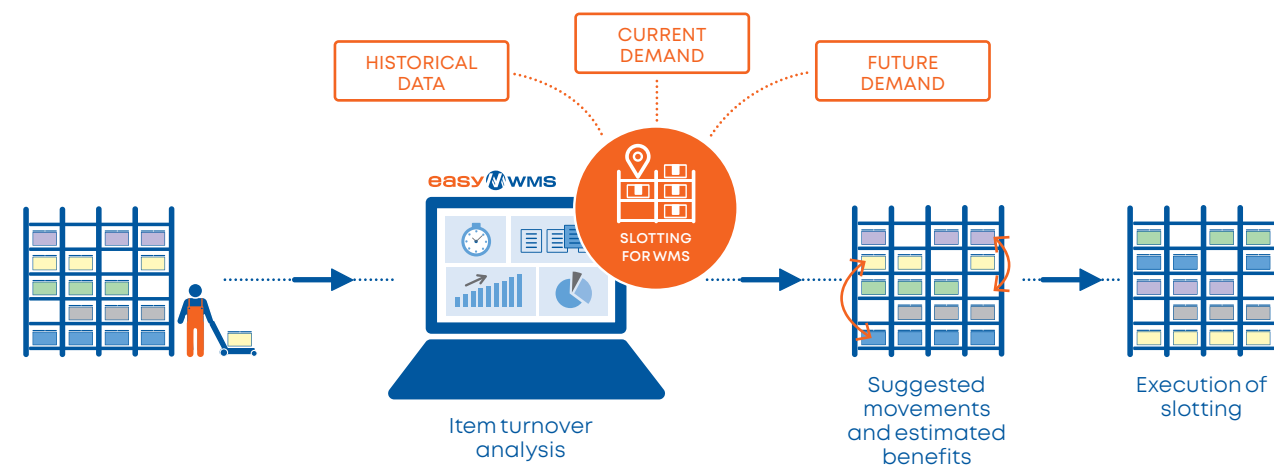 HISTORICAL
DATA
CURRENT
DEMAND
FUTURE
DEMAND
easy WMS
SLOTTING
FOR WMS
Item turnover
analysis
Suggested
movements
and estimated
benefits
Execution of
slotting